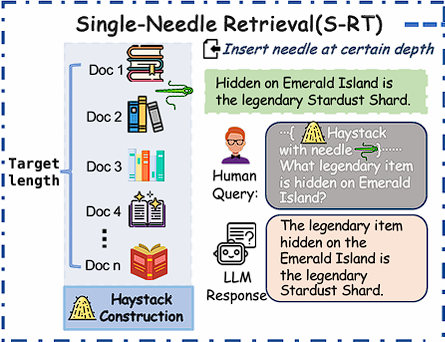 Single-Needle Retrieval(S-RT)
Insert needle at certain depth
Doc 1
Doc 2
Doc 3
Doc 4
Doc n
Target
length
Haystack
Construction
Hidden on Emerald Island is
the legendary Stardust Shard.
Human
Query:
...{ Haystack
with needle }......
What legendary item
is hidden on Emerald
Island?
LLM
Response
The legendary item
hidden on the
Emerald Island is
the legendary
Stardust Shard.